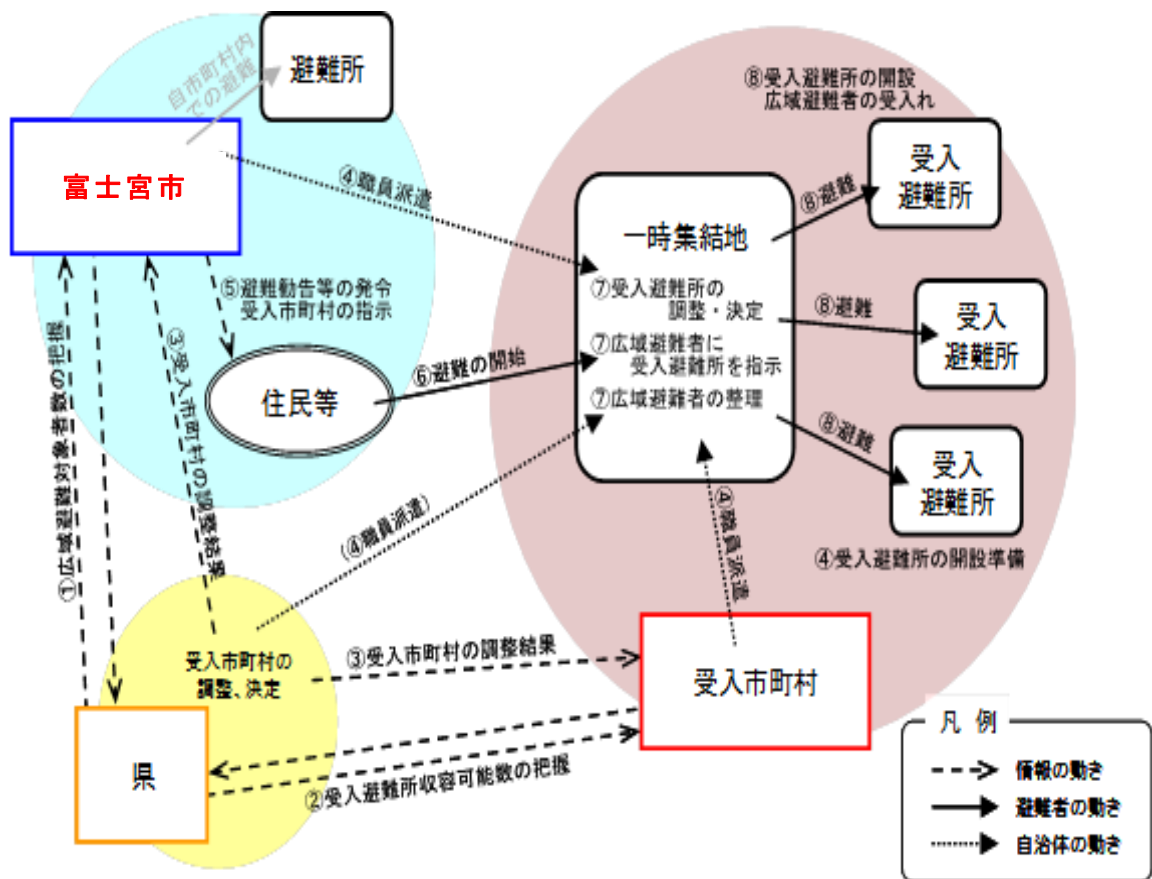 避難所
自市町村内
での避難
富士宮市
④職員派遣
⑤避難勧告等の発令
受入市町村の指示
住民等
⑥避難の開始
①広域避難対象者数の把握
③受入市町村の調整結果
⑧受入避難所の開設
広域避難者の受入れ
一時集結地
⑦受入避難所の
調整・決定
⑦広域避難者に
受入避難所を指示
⑦広域避難者の整理
⑧避難
受入
避難所
⑧避難
受入
避難所
⑧避難
受入
避難所
④受入避難所の開設準備
(④職員派遣)
④職員派遣
受入市町村の
調整、決定
③受入市町村の調整結果
受入市町村
県
②受入避難所収容可能数の把握
凡 例
情報の動き
避難者の動き
自治体の動き